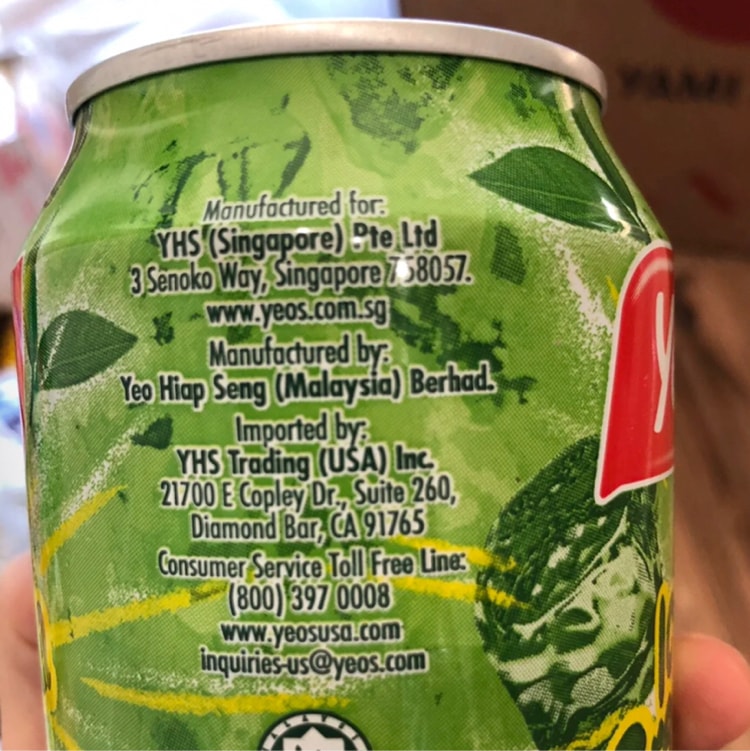 Manufactured for:
YHS (Singapore) Pte Ltd
3 Senoko Way, Singapore 758057.
www.yeos.com.sg
Manufactured by:
Yeo Hiap Seng (Malaysia) Berhad.
Imported by:
YHS Trading (USA) Inc.
21700 E Copley Dr., Suite 260,
Diamond Bar, CA 91765
Consumer Service Toll Free Line:
(800) 397 0008
www.yeosusa.com
inquiries-us@yeos.com
YAMI